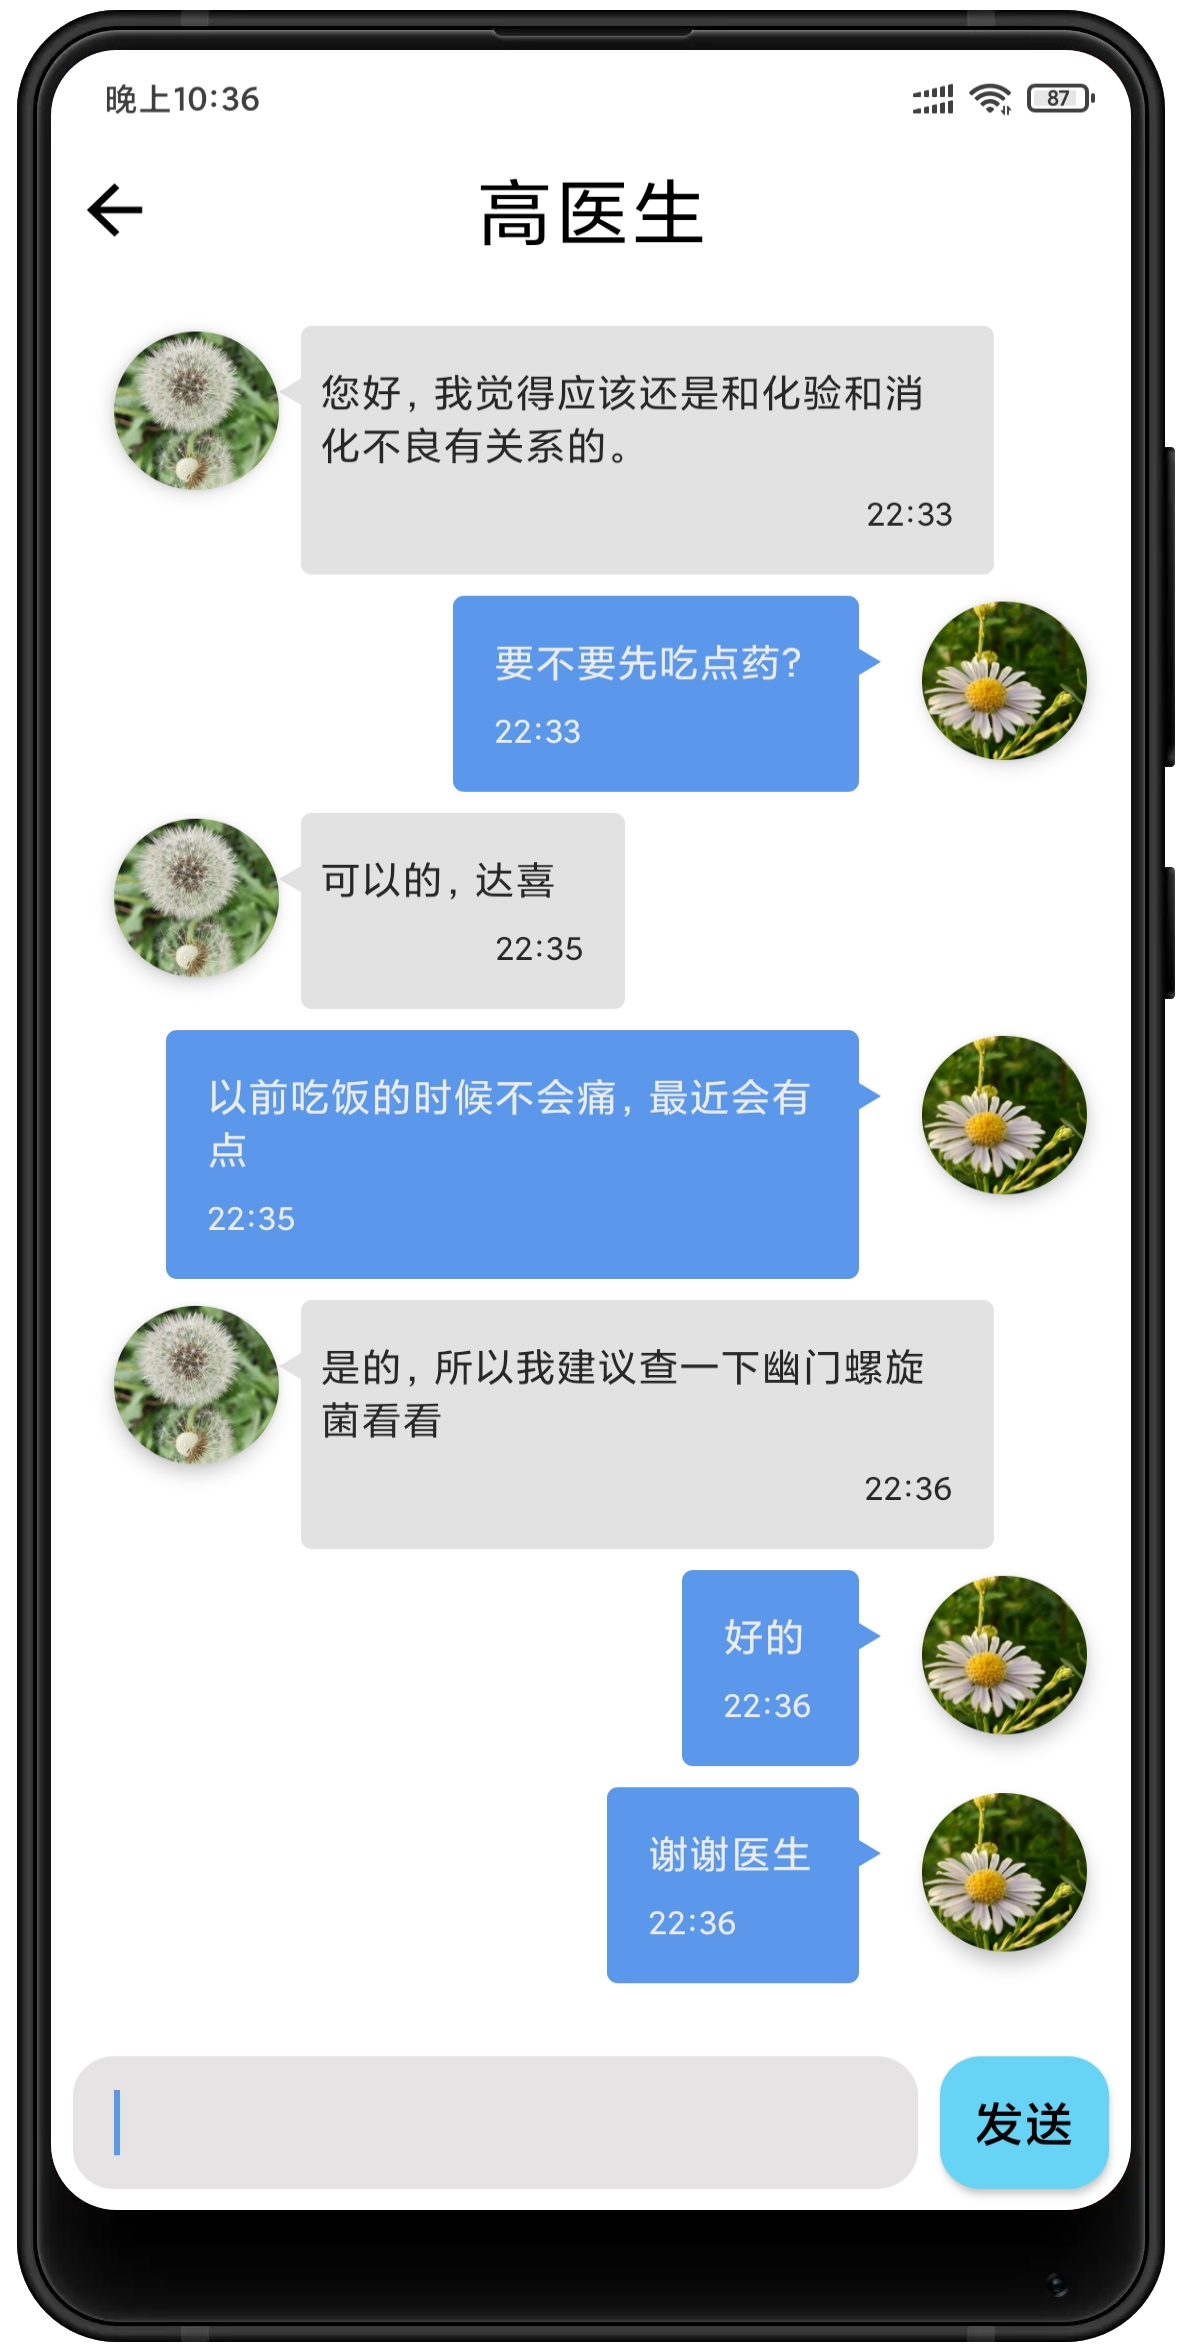 晚上10:36
87
高医生
您好，我觉得应该还是和化验和消
化不良有关系的。
22:33
要不要先吃点药?
22:33
可以的，达喜
22:35
以前吃饭的时候不会痛，最近会有
点
22:35
是的，所以我建议查一下幽门螺旋
菌看看
22:36
好的
22:36
谢谢医生
22:36
发送